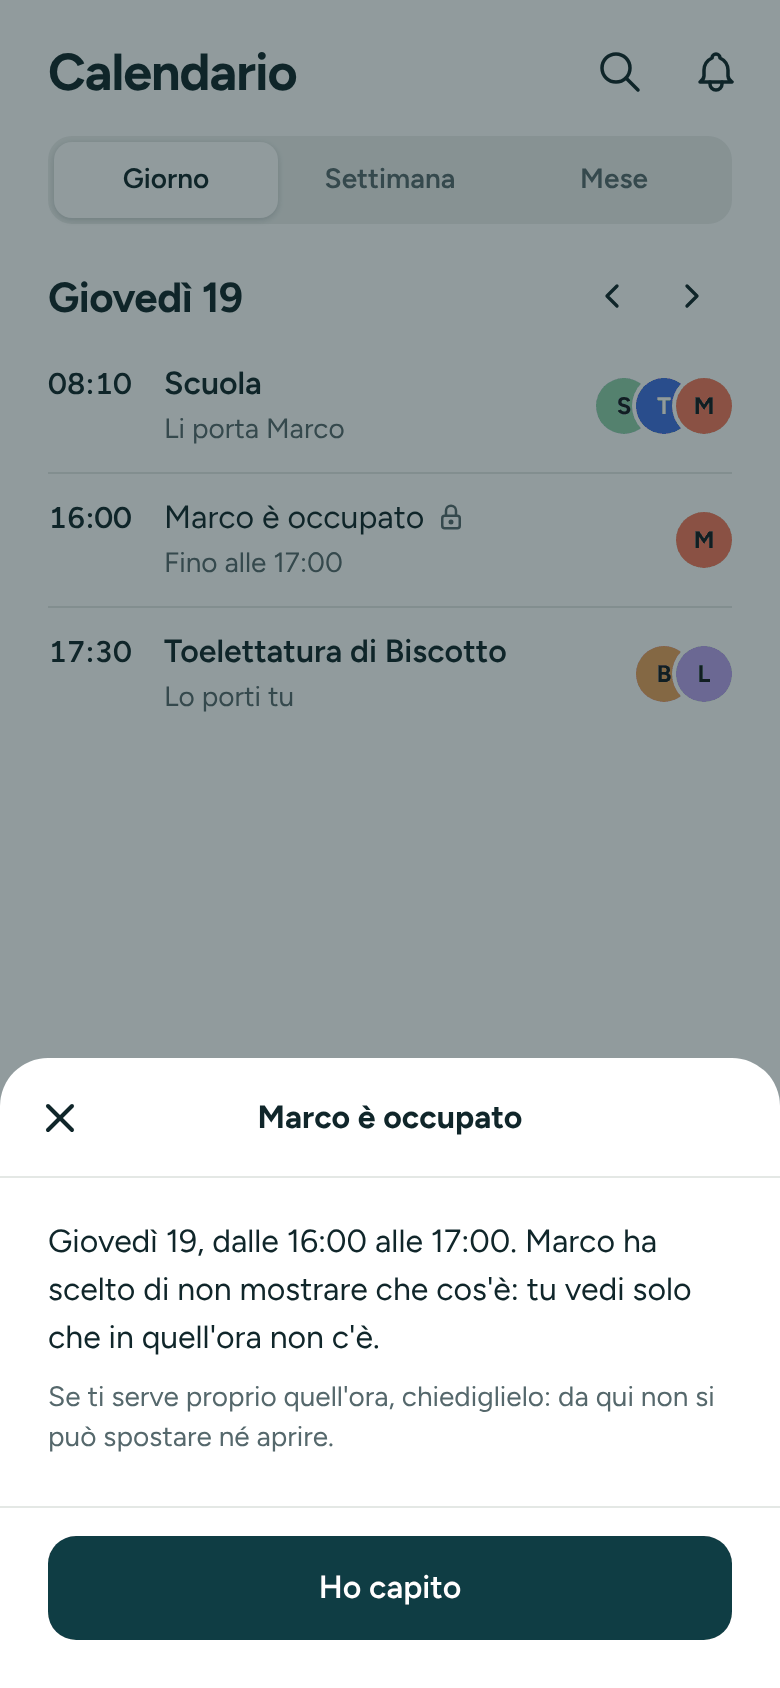 Calendario
Giorno Settimana Mese
Giovedì 19
08:10 Scuola
Li porta Marco
S T M
16:00 Marco è occupato
Fino alle 17:00
M
17:30 Toelettatura di Biscotto
Lo porti tu
B L
Marco è occupato
Giovedì 19, dalle 16:00 alle 17:00. Marco ha
scelto di non mostrare che cos'è: tu vedi solo
che in quell'ora non c'è.
Se ti serve proprio quell'ora, chiediglielo: da qui non si
può spostare né aprire.
Ho capito